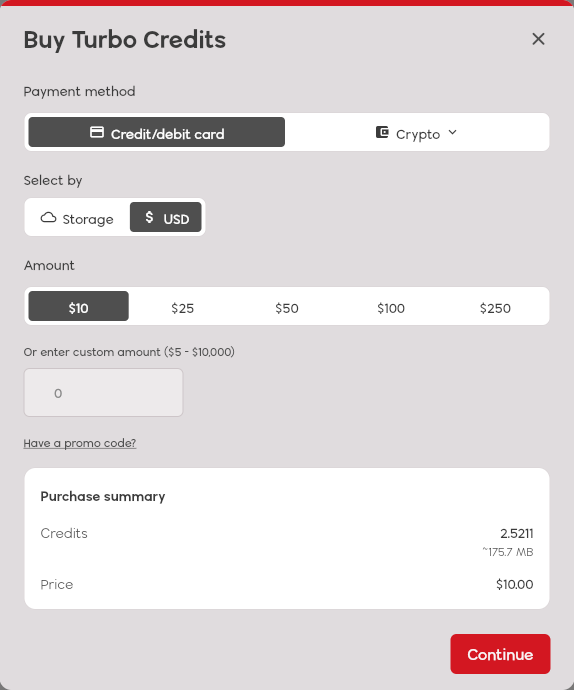 Buy Turbo Credits
Payment method
Credit/debit card
Crypto
Select by
Storage
$ USD
Amount
$10 $25 $50 $100 $250
Or enter custom amount ($5 - $10,000)
0
Have a promo code?
Purchase summary
Credits 2.5211
~175.7 MB
Price $10.00
Continue